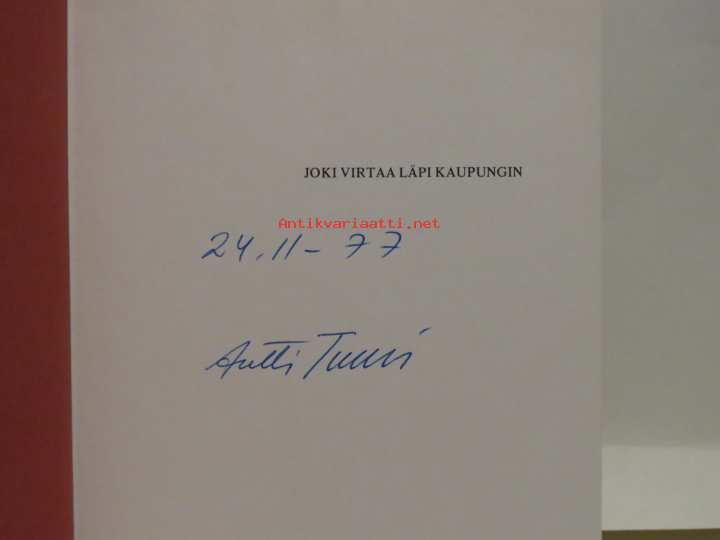 JOKI VIRTAA LÄPI KAUPUNGIN
Antikvariaatti.net
24.11-77
Antti Tuuri